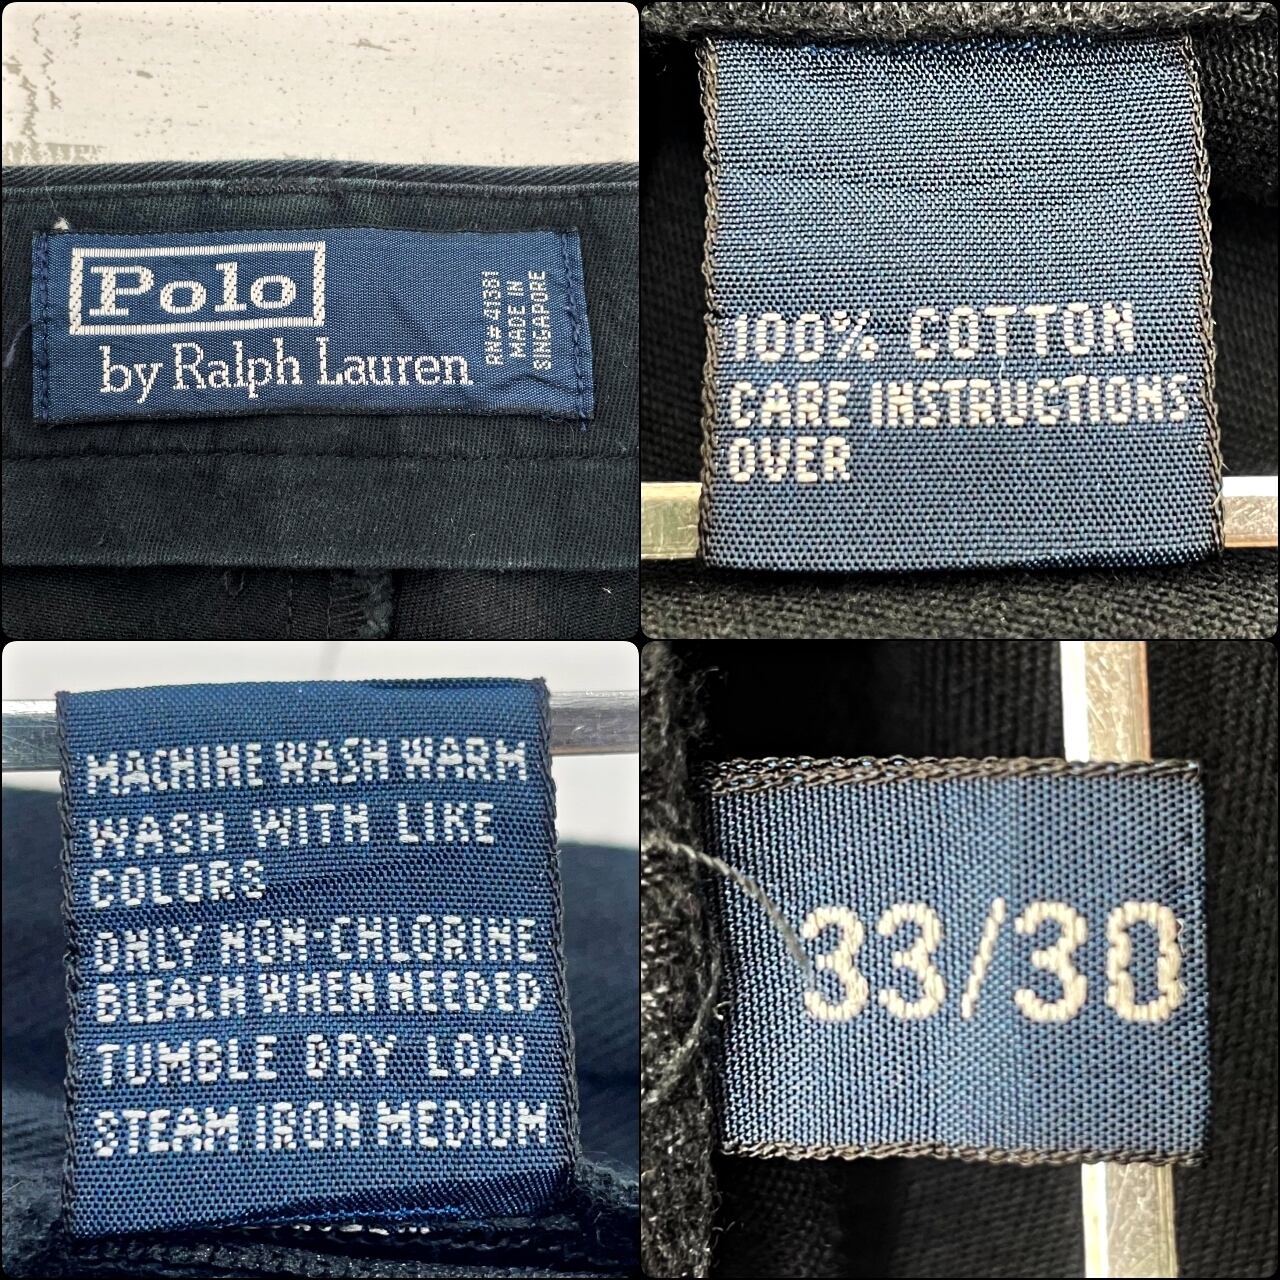 Polo
by Ralph Lauren
RN# 41381
MADE IN
SINGAPORE
100% COTTON
CARE INSTRUCTIONS
OVER
MACHINE WASH WARM
WASH WITH LIKE
COLORS
ONLY NON-CHLORINE
BLEACH WHEN NEEDED
TUMBLE DRY LOW
STEAM IRON MEDIUM
33/30